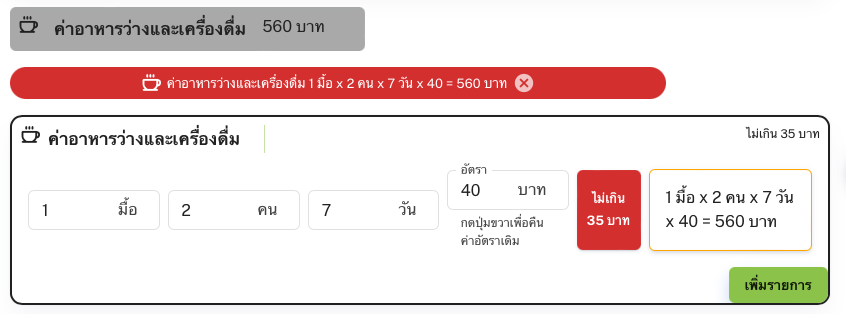 ค่าอาหารว่างและเครื่องดื่ม 560 บาท
ค่าอาหารว่างและเครื่องดื่ม 1 มื้อ x 2 คน x 7 วัน x 40 = 560 บาท
ค่าอาหารว่างและเครื่องดื่ม
ไม่เกิน 35 บาท
1 มื้อ
2 คน
7 วัน
อัตรา
40 บาท
กดปุ่มขวาเพื่อคืน
ค่าอัตราเดิม
ไม่เกิน
35 บาท
1 มื้อ x 2 คน x 7 วัน
x 40 = 560 บาท
เพิ่มรายการ